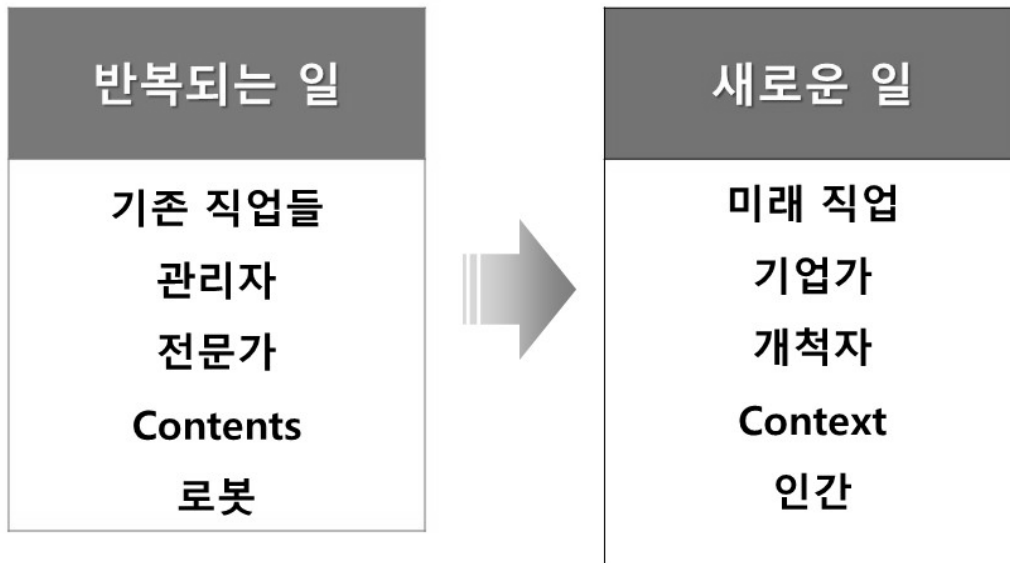 반복되는 일
기존 직업들
관리자
전문가
Contents
로봇
새로운 일
미래 직업
기업가
개척자
Context
인간